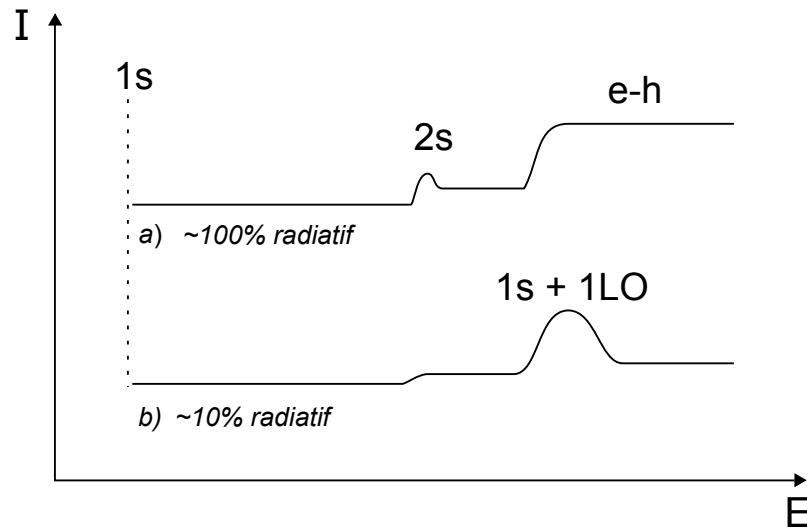 I
1s
e-h
2s
a) ~100% radiatif
1s + 1LO
b) ~10% radiatif
E